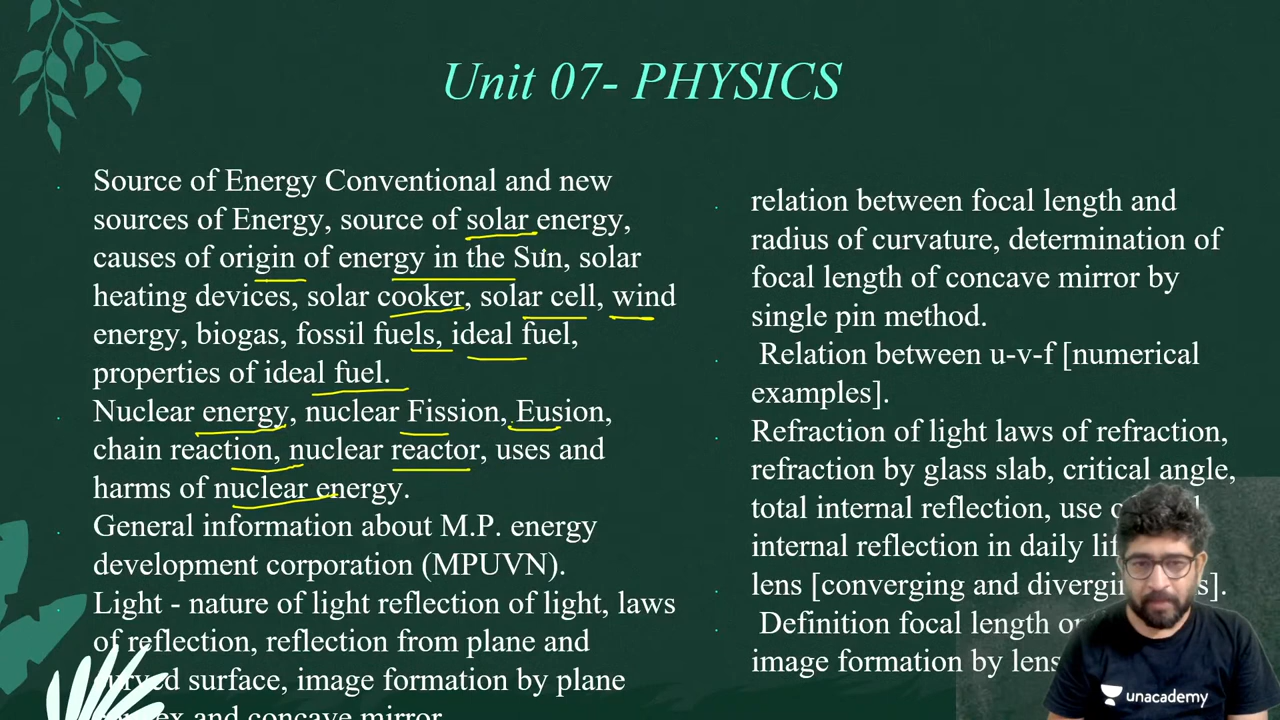 Unit 07- PHYSICS
Source of Energy Conventional and new
sources of Energy, source of solar energy,
causes of origin of energy in the Sun, solar
heating devices, solar cooker, solar cell, wind
energy, biogas, fossil fuels, ideal fuel,
properties of ideal fuel.
Nuclear energy, nuclear Fission, Eusion,
chain reaction, nuclear reactor, uses and
harms of nuclear energy.
General information about M.P. energy
development corporation (MPUVN).
Light - nature of light reflection of light, laws
of reflection, reflection from plane and
curved surface, image formation by plane
and concave mirror
relation between focal length and
radius of curvature, determination of
focal length of concave mirror by
single pin method.
Relation between u-v-f [numerical
examples].
Refraction of light laws of refraction,
refraction by glass slab, critical angle,
total internal reflection, use
internal reflection in daily
lens [converging and
Definition focal length
image formation by lens
unacademy